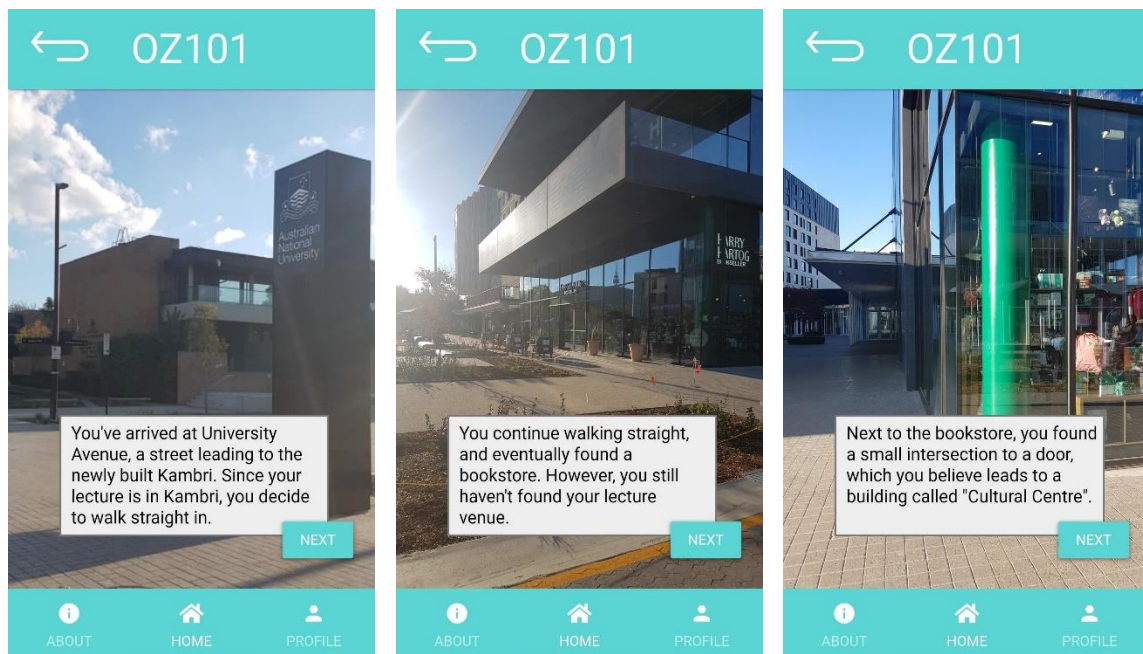 OZ101
Australian
National
University
You've arrived at University
Avenue, a street leading to the
newly built Kambri. Since your
lecture is in Kambri, you decide
to walk straight in.
NEXT
ABOUT
HOME
PROFILE
OZ101
HARRY
HARTOG
BOOKSELLER
You continue walking straight,
and eventually found a
bookstore. However, you still
haven't found your lecture
venue.
NEXT
ABOUT
HOME
PROFILE
OZ101
Next to the bookstore, you found
a small intersection to a door,
which you believe leads to a
building called "Cultural Centre".
NEXT
ABOUT
HOME
PROFILE